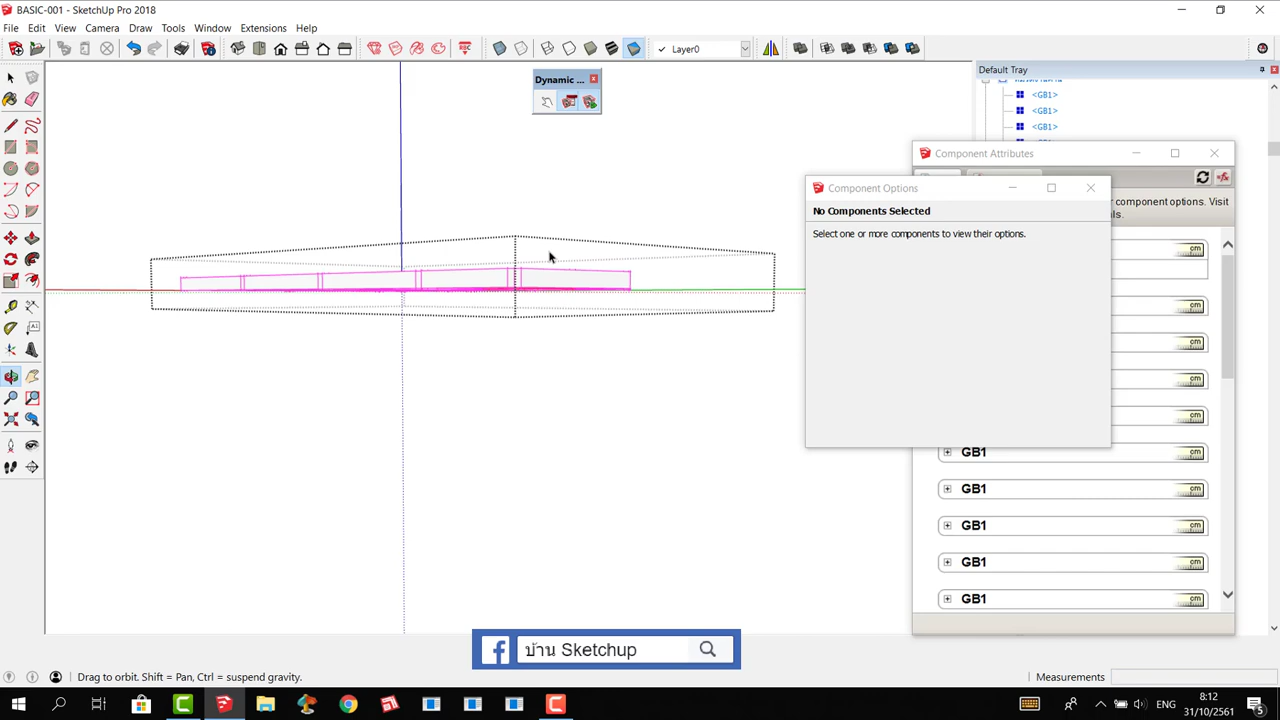 BASIC-001 - SketchUp Pro 2018
File Edit View Camera Draw Tools Window Extensions Help
Layer0
Default Tray
Dynamic ...
<GB1>
<GB1>
<GB1>
Component Attributes
component options. Visit
Component Options
No Components Selected
Select one or more components to view their options.
cm
cm
cm
cm
cm
GB1 cm
GB1 cm
GB1 cm
GB1 cm
GB1 cm
บ้าน Sketchup
Drag to orbit. Shift = Pan, Ctrl = suspend gravity.
Measurements
ENG
8:12
31/10/2561